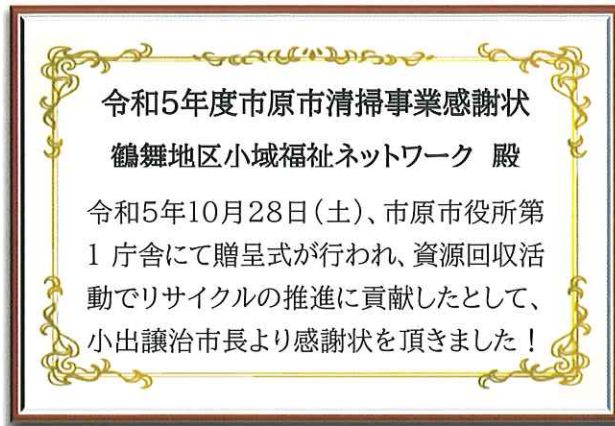 令和5年度市原市清掃事業感謝状
鶴舞地区小域福祉ネットワーク 殿
令和5年10月28日(土)、市原市役所第
1 庁舎にて贈呈式が行われ、資源回収活
動でリサイクルの推進に貢献したとして、
小出譲治市長より感謝状を頂きました！